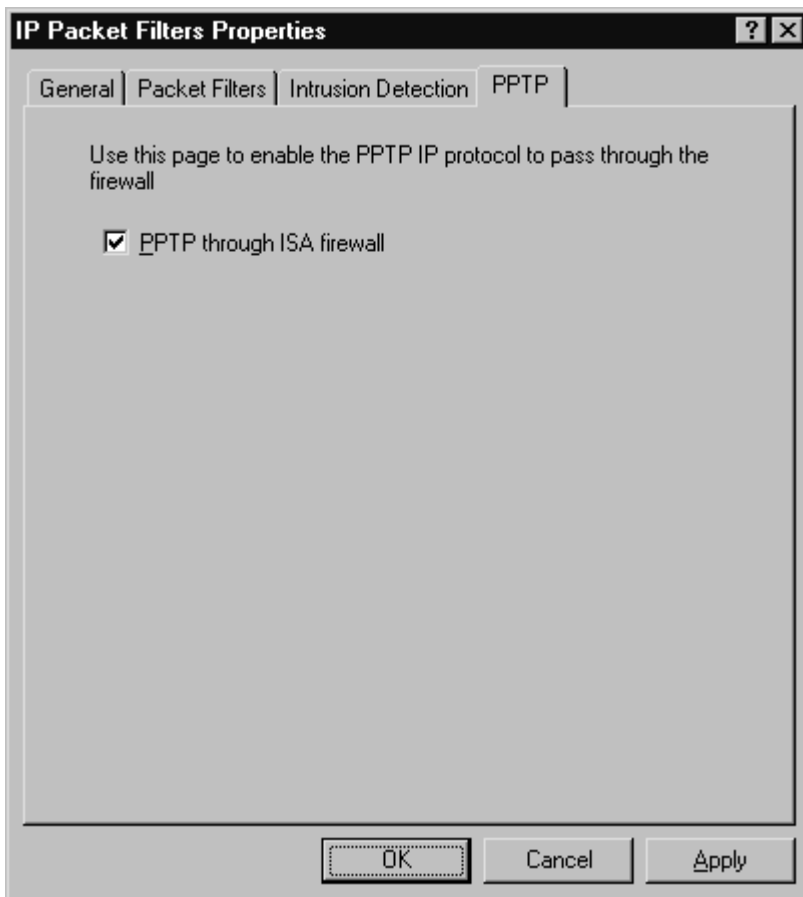 IP Packet Filters Properties
General Packet Filters Intrusion Detection PPTP
Use this page to enable the PPTP IP protocol to pass through the
firewall
PPTP through ISA firewall
OK Cancel Apply